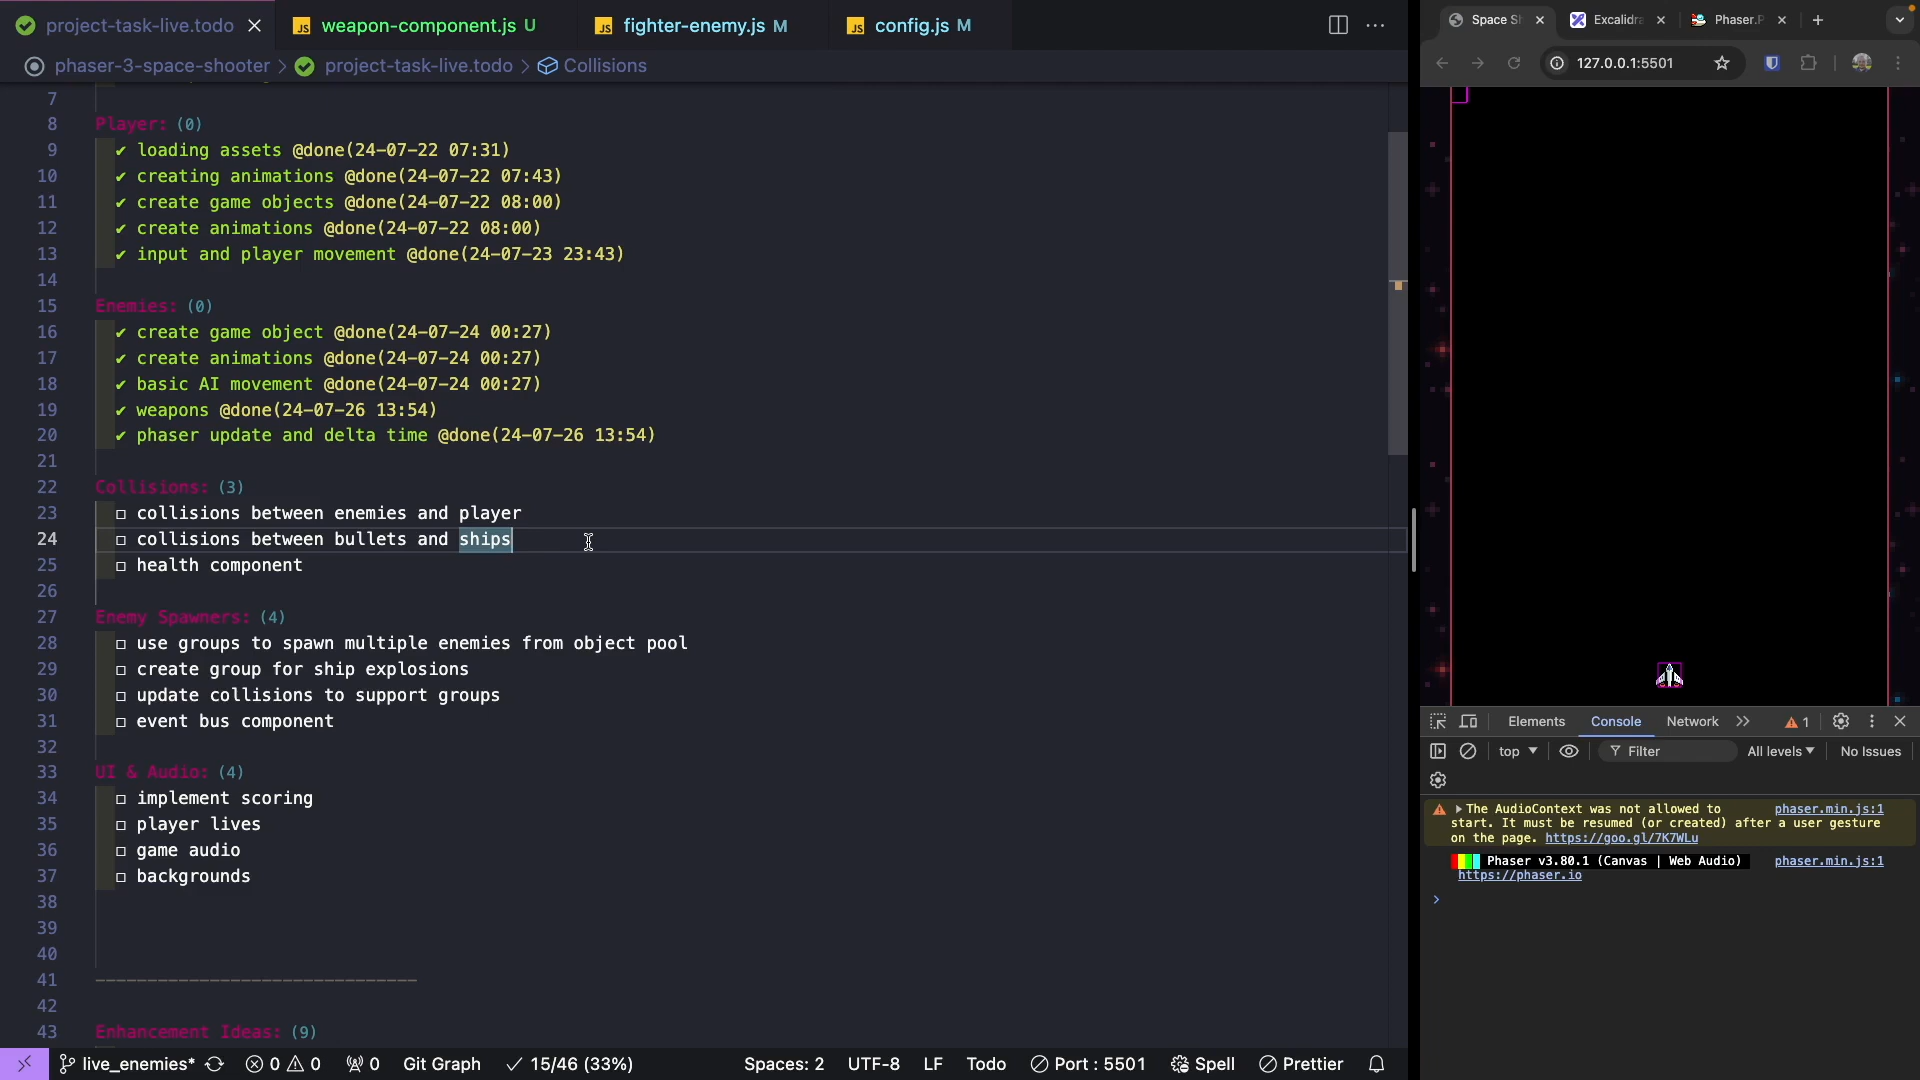 project-task-live.todo
weapon-component.js U
fighter-enemy.js M
config.js M
phaser-3-space-shooter > project-task-live.todo > Collisions
7
8 Player: (0)
9 ✔ loading assets @done(24-07-22 07:31)
10 ✔ creating animations @done(24-07-22 07:43)
11 ✔ create game objects @done(24-07-22 08:00)
12 ✔ create animations @done(24-07-22 08:00)
13 ✔ input and player movement @done(24-07-23 23:43)
14
15 Enemies: (0)
16 ✔ create game object @done(24-07-24 00:27)
17 ✔ create animations @done(24-07-24 00:27)
18 ✔ basic AI movement @done(24-07-24 00:27)
19 ✔ weapons @done(24-07-26 13:54)
20 ✔ phaser update and delta time @done(24-07-26 13:54)
21
22 Collisions: (3)
23 ☐ collisions between enemies and player
24 ☐ collisions between bullets and ships
25 ☐ health component
26
27 Enemy Spawners: (4)
28 ☐ use groups to spawn multiple enemies from object pool
29 ☐ create group for ship explosions
30 ☐ update collisions to support groups
31 ☐ event bus component
32
33 UI & Audio: (4)
34 ☐ implement scoring
35 ☐ player lives
36 ☐ game audio
37 ☐ backgrounds
38
39
40
41 ———————————————
42
43 Enhancement Ideas: (9)
live_enemies* 0 0 0 Git Graph 15/46 (33%) Spaces: 2 UTF-8 LF Todo Port : 5501 Spell Prettier
Space Sh
Excalidra
Phaser.P
127.0.0.1:5501
Elements Console Network 1
top Filter All levels No Issues
The AudioContext was not allowed to phaser.min.js:1
start. It must be resumed (or created) after a user gesture
on the page. https://goo.gl/7K7WLu
Phaser v3.80.1 (Canvas | Web Audio) phaser.min.js:1
https://phaser.io